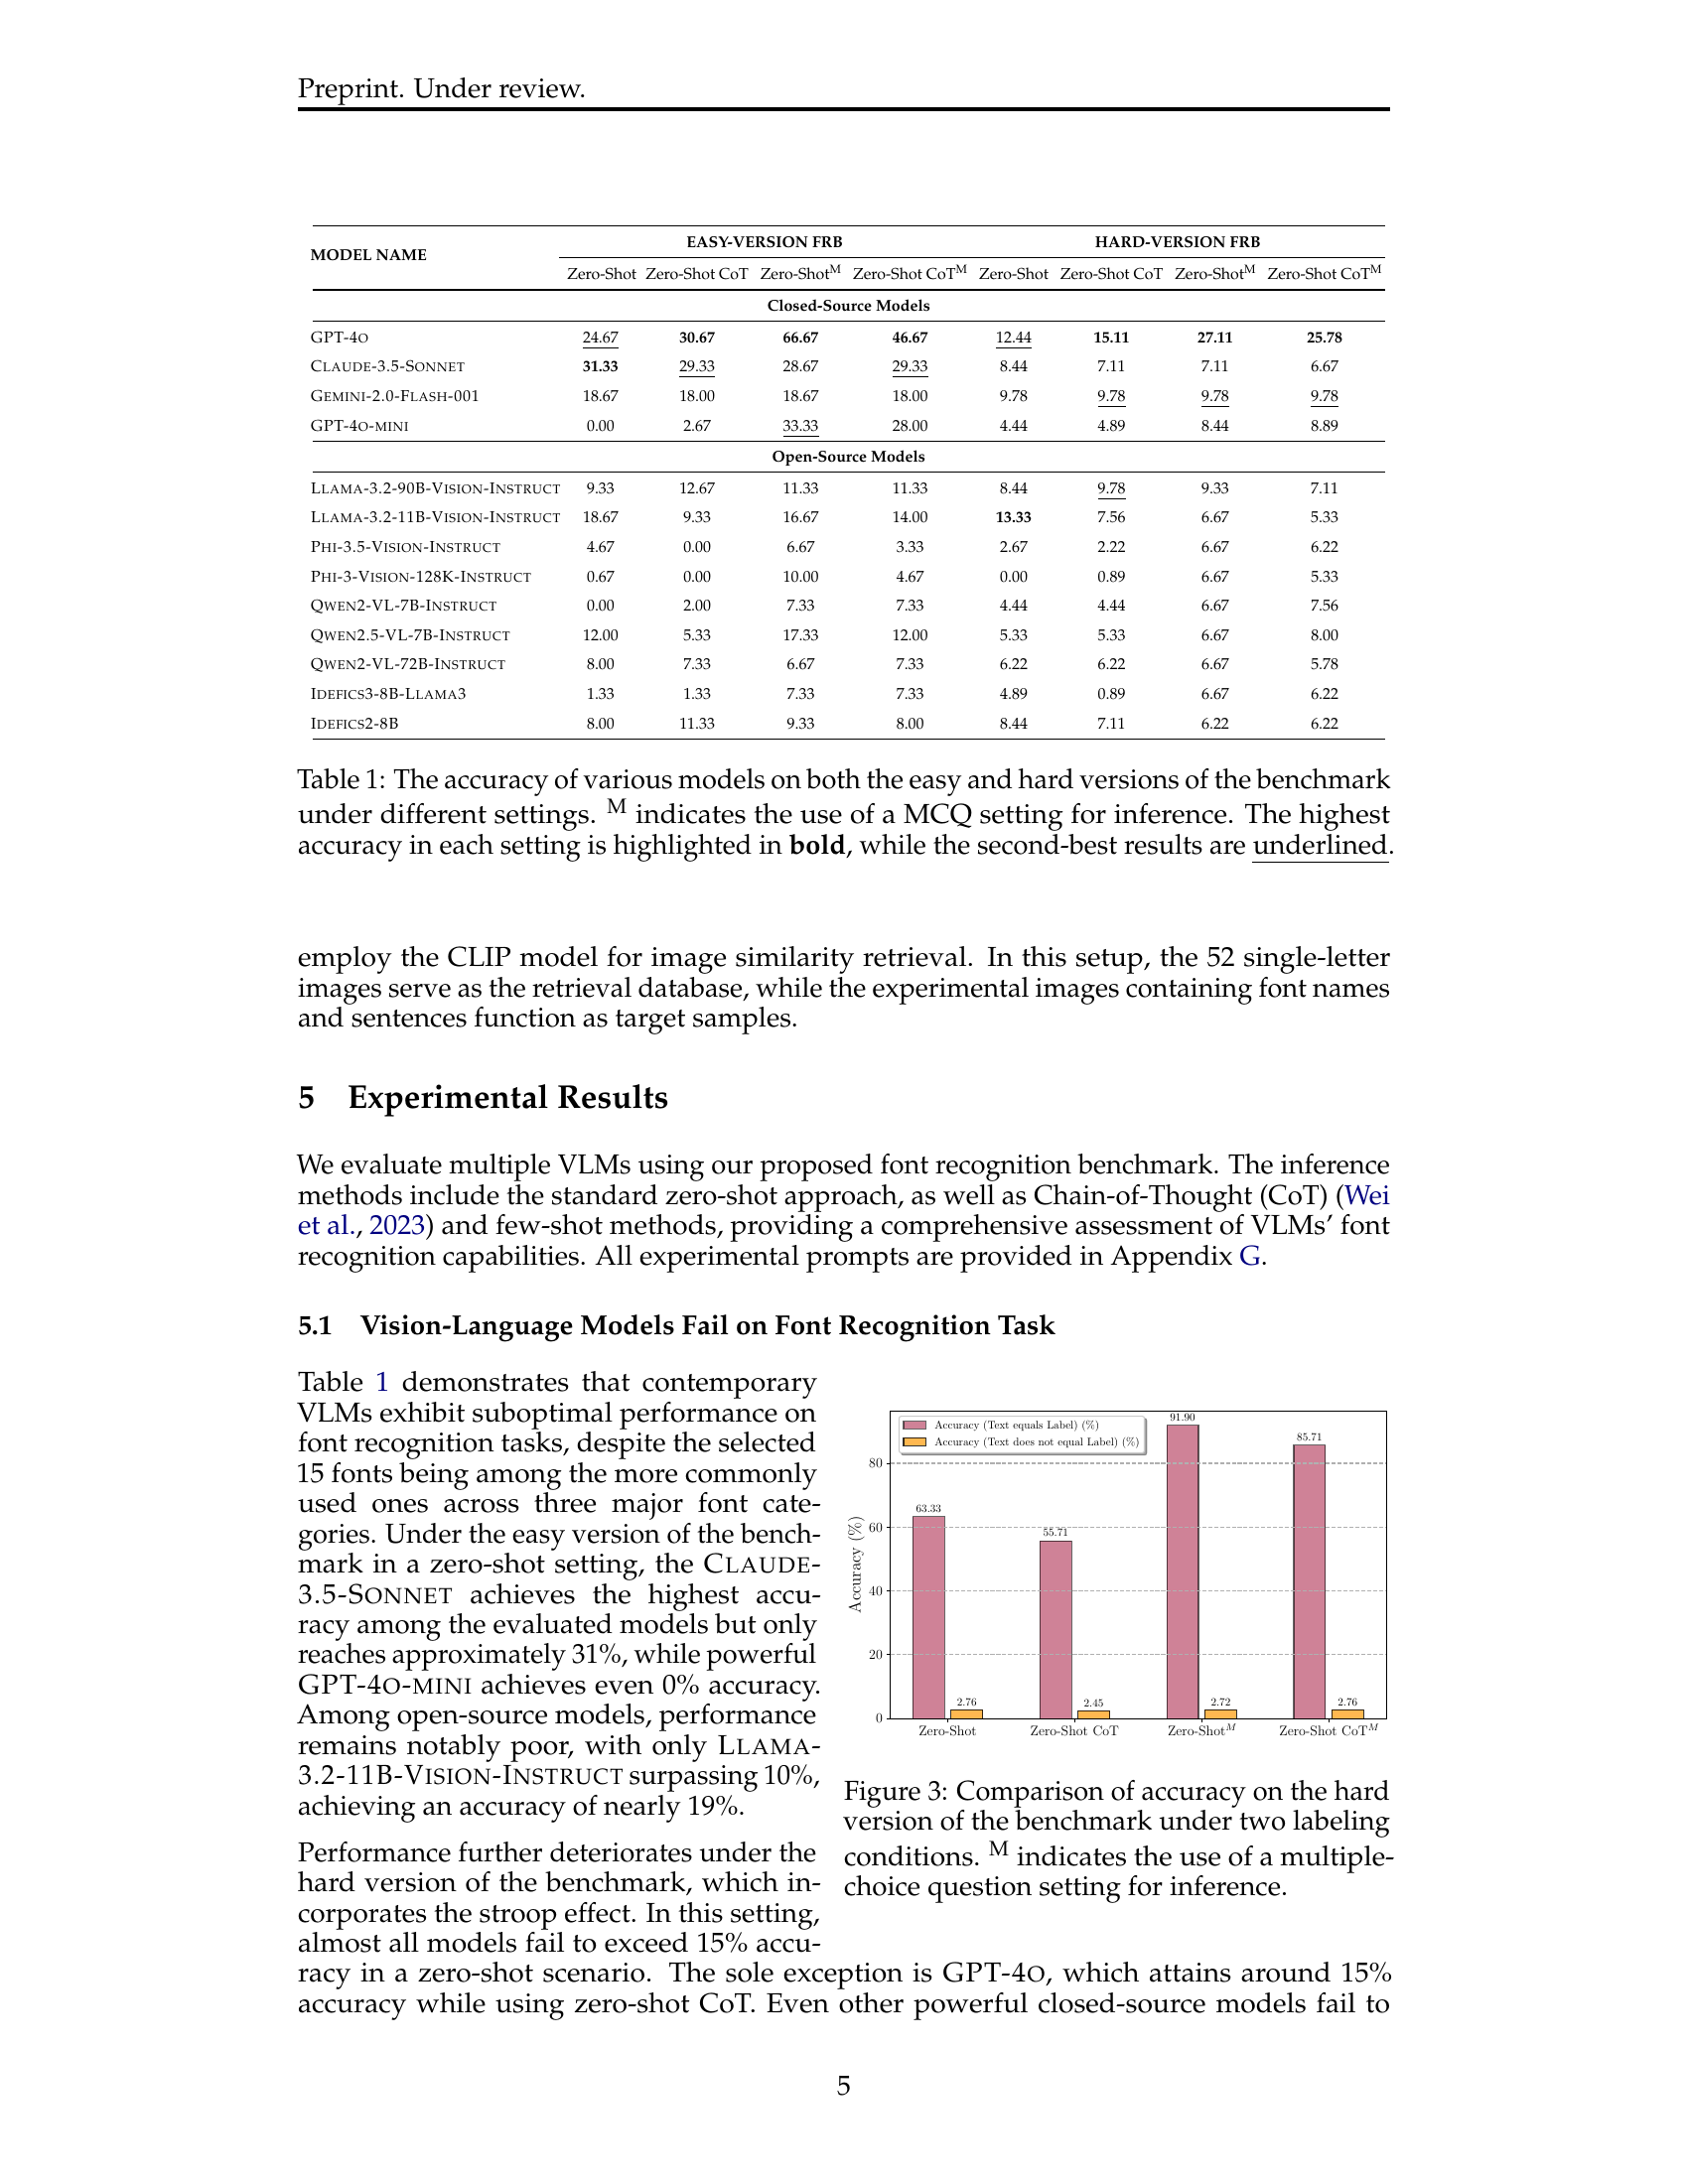 Preprint. Under review.
MODEL NAME EASY-VERSION FRB HARD-VERSION FRB
Zero-Shot Zero-Shot CoT Zero-Shot^M Zero-Shot CoT^M Zero-Shot Zero-Shot CoT Zero-Shot^M Zero-Shot CoT^M
Closed-Source Models
GPT-4O 24.67 30.67 66.67 46.67 12.44 15.11 27.11 25.78
CLAUDE-3.5-SONNET 31.33 29.33 28.67 29.33 8.44 7.11 7.11 6.67
GEMINI-2.0-FLASH-001 18.67 18.00 18.67 18.00 9.78 9.78 9.78 9.78
GPT-4O-MINI 0.00 2.67 33.33 28.00 4.44 4.89 8.44 8.89
Open-Source Models
LLAMA-3.2-90B-VISION-INSTRUCT 9.33 12.67 11.33 11.33 8.44 9.78 9.33 7.11
LLAMA-3.2-11B-VISION-INSTRUCT 18.67 9.33 16.67 14.00 13.33 7.56 6.67 5.33
PHI-3.5-VISION-INSTRUCT 4.67 0.00 6.67 3.33 2.67 2.22 6.67 6.22
PHI-3-VISION-128K-INSTRUCT 0.67 0.00 10.00 4.67 0.00 0.89 6.67 5.33
QWEN2-VL-7B-INSTRUCT 0.00 2.00 7.33 7.33 4.44 4.44 6.67 7.56
QWEN2.5-VL-7B-INSTRUCT 12.00 5.33 17.33 12.00 5.33 5.33 6.67 8.00
QWEN2-VL-72B-INSTRUCT 8.00 7.33 6.67 7.33 6.22 6.22 6.67 5.78
IDEFICS3-8B-LLAMA3 1.33 1.33 7.33 7.33 4.89 0.89 6.67 6.22
IDEFICS2-8B 8.00 11.33 9.33 8.00 8.44 7.11 6.22 6.22
Table 1: The accuracy of various models on both the easy and hard versions of the benchmark
under different settings. ^M indicates the use of a MCQ setting for inference. The highest
accuracy in each setting is highlighted in bold, while the second-best results are underlined.
employ the CLIP model for image similarity retrieval. In this setup, the 52 single-letter
images serve as the retrieval database, while the experimental images containing font names
and sentences function as target samples.
5 Experimental Results
We evaluate multiple VLMs using our proposed font recognition benchmark. The inference
methods include the standard zero-shot approach, as well as Chain-of-Thought (CoT) (Wei
et al., 2023) and few-shot methods, providing a comprehensive assessment of VLMs' font
recognition capabilities. All experimental prompts are provided in Appendix G.
5.1 Vision-Language Models Fail on Font Recognition Task
Table 1 demonstrates that contemporary
VLMs exhibit suboptimal performance on
font recognition tasks, despite the selected
15 fonts being among the more commonly
used ones across three major font cate-
gories. Under the easy version of the bench-
mark in a zero-shot setting, the CLAUDE-
3.5-SONNET achieves the highest accu-
racy among the evaluated models but only
reaches approximately 31%, while powerful
GPT-4O-MINI achieves even 0% accuracy.
Among open-source models, performance
remains notably poor, with only LLAMA-
3.2-11B-VISION-INSTRUCT surpassing 10%,
achieving an accuracy of nearly 19%.
Accuracy (Text equals Label) (%)
Accuracy (Text does not equal Label) (%)
Accuracy (%)
80
60
40
20
0
63.33 2.76
55.71 2.45
91.90 2.72
85.71 2.76
Zero-Shot Zero-Shot CoT Zero-Shot^M Zero-Shot CoT^M
Figure 3: Comparison of accuracy on the hard
version of the benchmark under two labeling
conditions. ^M indicates the use of a multiple-
choice question setting for inference.
Performance further deteriorates under the
hard version of the benchmark, which in-
corporates the stroop effect. In this setting,
almost all models fail to exceed 15% accu-
racy in a zero-shot scenario. The sole exception is GPT-4O, which attains around 15%
accuracy while using zero-shot CoT. Even other powerful closed-source models fail to
5